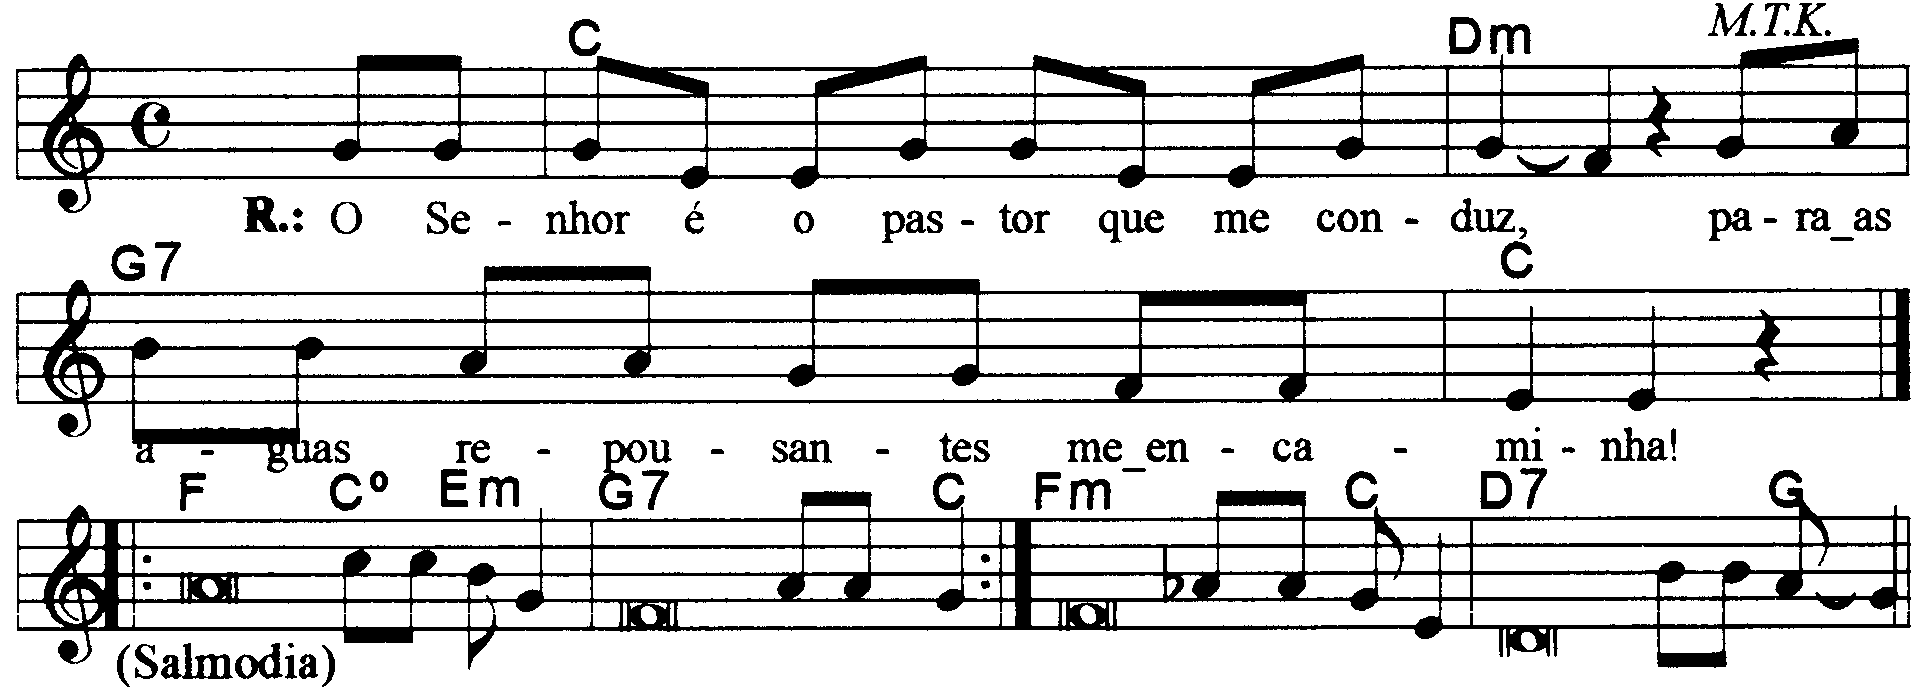 C Dm M.T.K.
R.: O Se - nhor é o pas - tor que me con - duz, pa - ra_as
G7 C
á - guas re - pou - san - tes me_en - ca - mi - nha!
F Cº Em G7 C Fm C D7 G
(Salmodia)